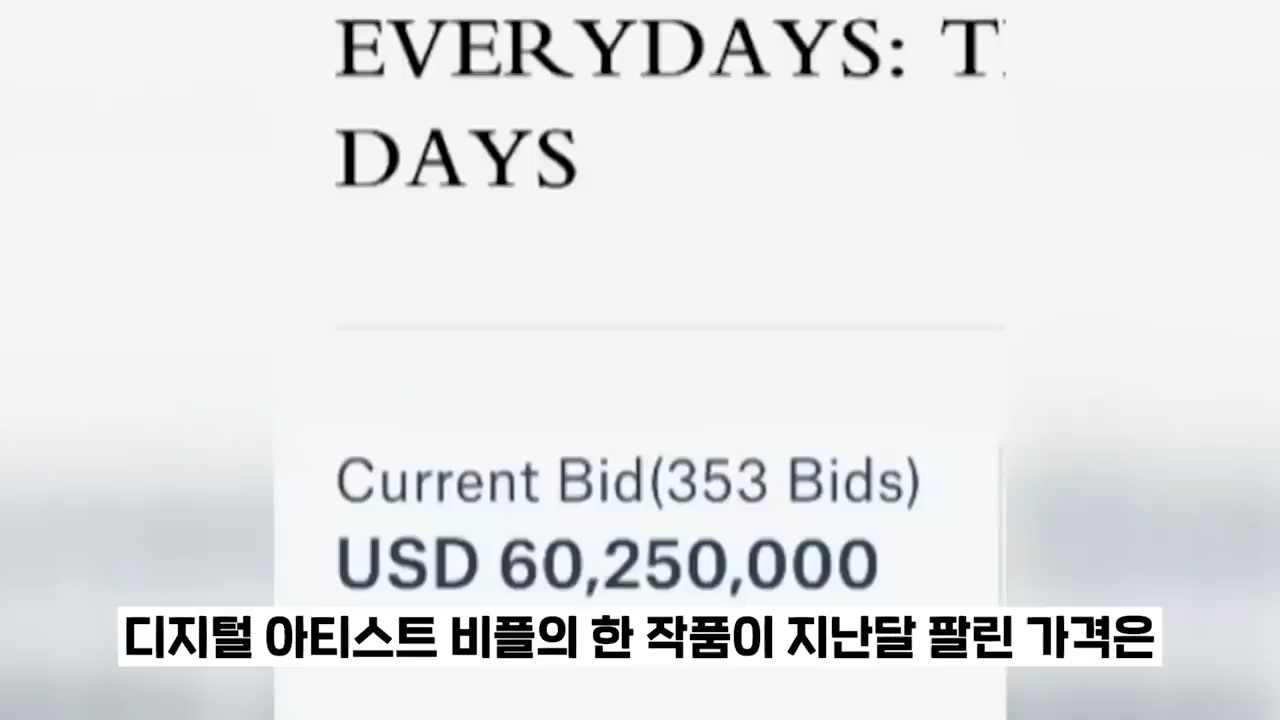 EVERYDAYS:
DAYS
Current Bid(353 Bids)
USD 60,250,000
디지털 아티스트 비플의 한 작품이 지난달 팔린 가격은